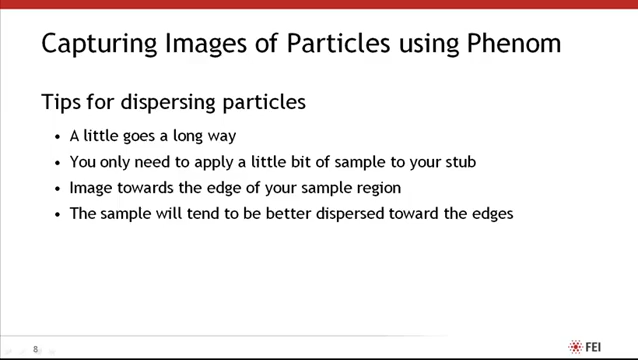 Capturing Images of Particles using Phenom
Tips for dispersing particles
• A little goes a long way
• You only need to apply a little bit of sample to your stub
• Image towards the edge of your sample region
• The sample will tend to be better dispersed toward the edges
8
FEI